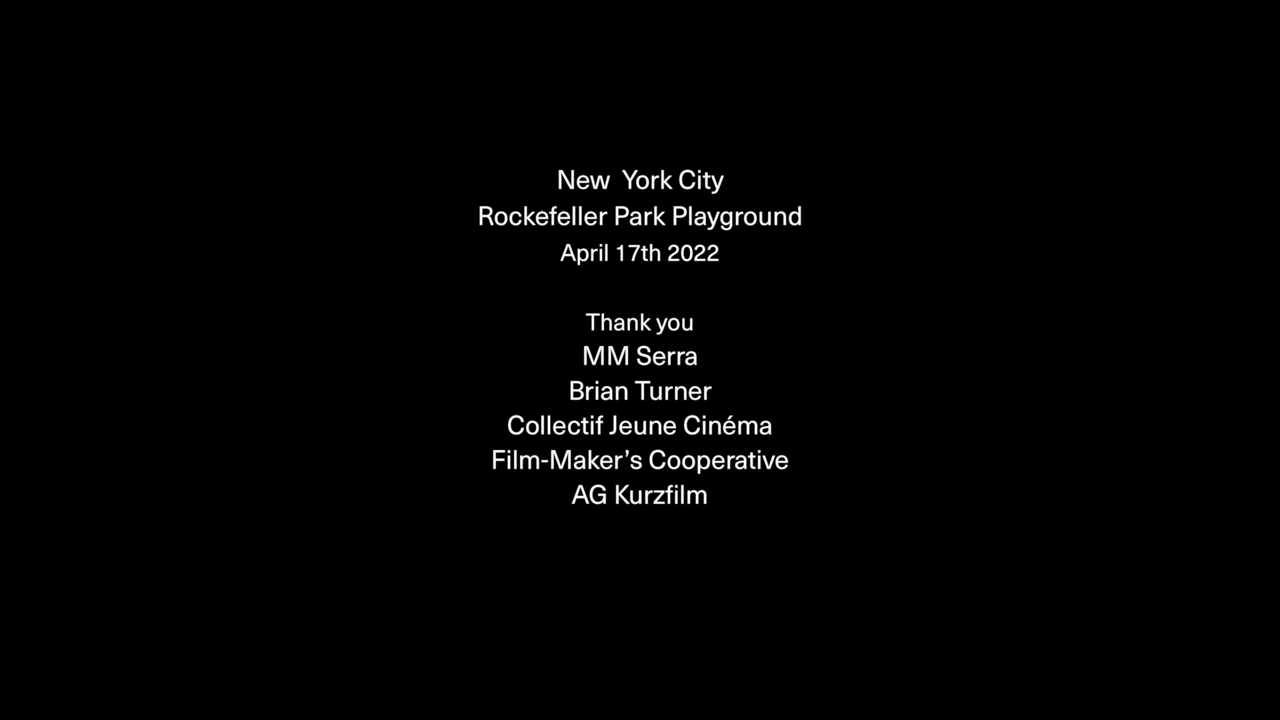 New York City
Rockefeller Park Playground
April 17th 2022
Thank you
MM Serra
Brian Turner
Collectif Jeune Cinéma
Film-Maker’s Cooperative
AG Kurzfilm